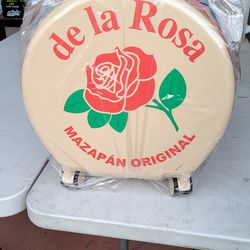 de la Rosa
MAZAPÁN ORIGINAL